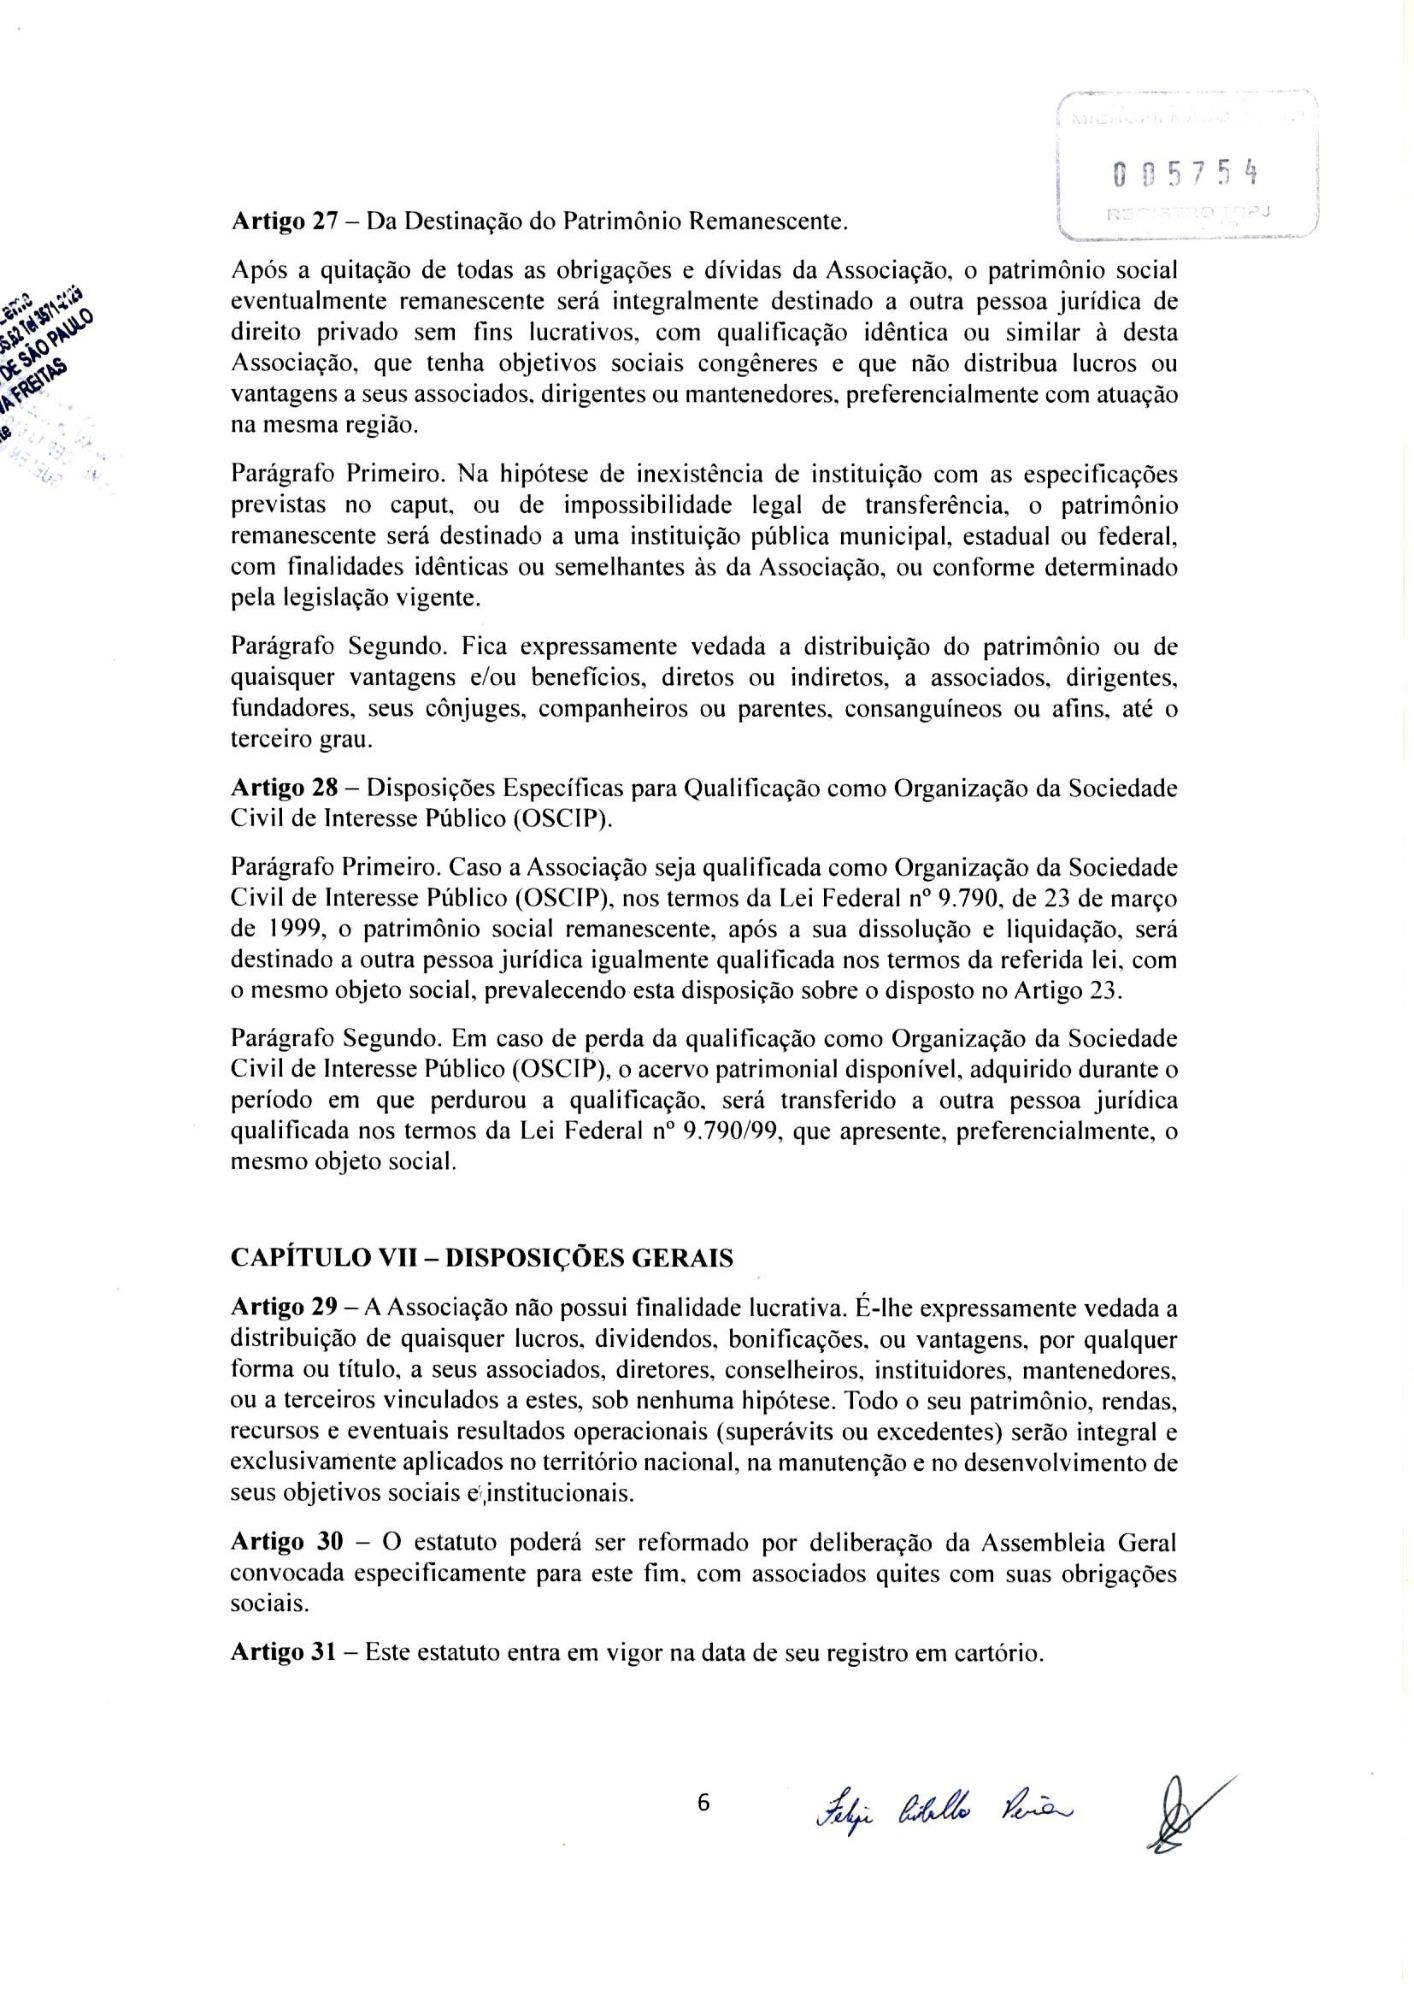 005754
REGISTRO TDPJ
Artigo 27 – Da Destinação do Patrimônio Remanescente.
Após a quitação de todas as obrigações e dívidas da Associação, o patrimônio social
eventualmente remanescente será integralmente destinado a outra pessoa jurídica de
direito privado sem fins lucrativos, com qualificação idêntica ou similar à desta
Associação, que tenha objetivos sociais congêneres e que não distribua lucros ou
vantagens a seus associados, dirigentes ou mantenedores, preferencialmente com atuação
na mesma região.
Tel 3571-2129
DE SÃO PAULO
FREITAS
Parágrafo Primeiro. Na hipótese de inexistência de instituição com as especificações
previstas no caput, ou de impossibilidade legal de transferência, o patrimônio
remanescente será destinado a uma instituição pública municipal, estadual ou federal,
com finalidades idênticas ou semelhantes às da Associação, ou conforme determinado
pela legislação vigente.
Parágrafo Segundo. Fica expressamente vedada a distribuição do patrimônio ou de
quaisquer vantagens e/ou benefícios, diretos ou indiretos, a associados, dirigentes,
fundadores, seus cônjuges, companheiros ou parentes, consanguíneos ou afins, até o
terceiro grau.
Artigo 28 – Disposições Específicas para Qualificação como Organização da Sociedade
Civil de Interesse Público (OSCIP).
Parágrafo Primeiro. Caso a Associação seja qualificada como Organização da Sociedade
Civil de Interesse Público (OSCIP), nos termos da Lei Federal nº 9.790, de 23 de março
de 1999, o patrimônio social remanescente, após a sua dissolução e liquidação, será
destinado a outra pessoa jurídica igualmente qualificada nos termos da referida lei, com
o mesmo objeto social, prevalecendo esta disposição sobre o disposto no Artigo 23.
Parágrafo Segundo. Em caso de perda da qualificação como Organização da Sociedade
Civil de Interesse Público (OSCIP), o acervo patrimonial disponível, adquirido durante o
período em que perdurou a qualificação, será transferido a outra pessoa jurídica
qualificada nos termos da Lei Federal nº 9.790/99, que apresente, preferencialmente, o
mesmo objeto social.
CAPÍTULO VII – DISPOSIÇÕES GERAIS
Artigo 29 – A Associação não possui finalidade lucrativa. É-lhe expressamente vedada a
distribuição de quaisquer lucros, dividendos, bonificações, ou vantagens, por qualquer
forma ou título, a seus associados, diretores, conselheiros, instituidores, mantenedores,
ou a terceiros vinculados a estes, sob nenhuma hipótese. Todo o seu patrimônio, rendas,
recursos e eventuais resultados operacionais (superávits ou excedentes) serão integral e
exclusivamente aplicados no território nacional, na manutenção e no desenvolvimento de
seus objetivos sociais e institucionais.
Artigo 30 – O estatuto poderá ser reformado por deliberação da Assembleia Geral
convocada especificamente para este fim, com associados quites com suas obrigações
sociais.
Artigo 31 – Este estatuto entra em vigor na data de seu registro em cartório.
6